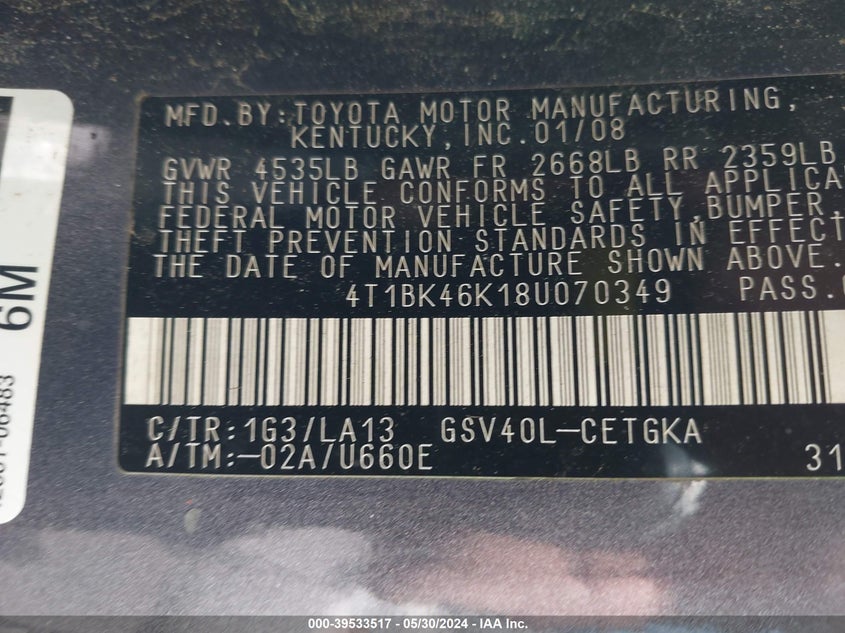 MFD.BY:TOYOTA MOTOR MANUFACTURING,
KENTUCKY,INC.01/08
GVWR 4535LB GAWR FR 2668LB RR 2359LB
THIS VEHICLE CONFORMS TO ALL APPLICA
FEDERAL MOTOR VEHICLE SAFETY,BUMPER,
THEFT PREVENTION STANDARDS IN EFFECT
THE DATE OF MANUFACTURE SHOWN ABOVE.
4T1BK46K18U070349 PASS.
C/TR:1G3/LA13 GSV40L-CETGKA
A/TM:-02A/U660E 31
6M
000-39533517 - 05/30/2024 - IAA Inc.